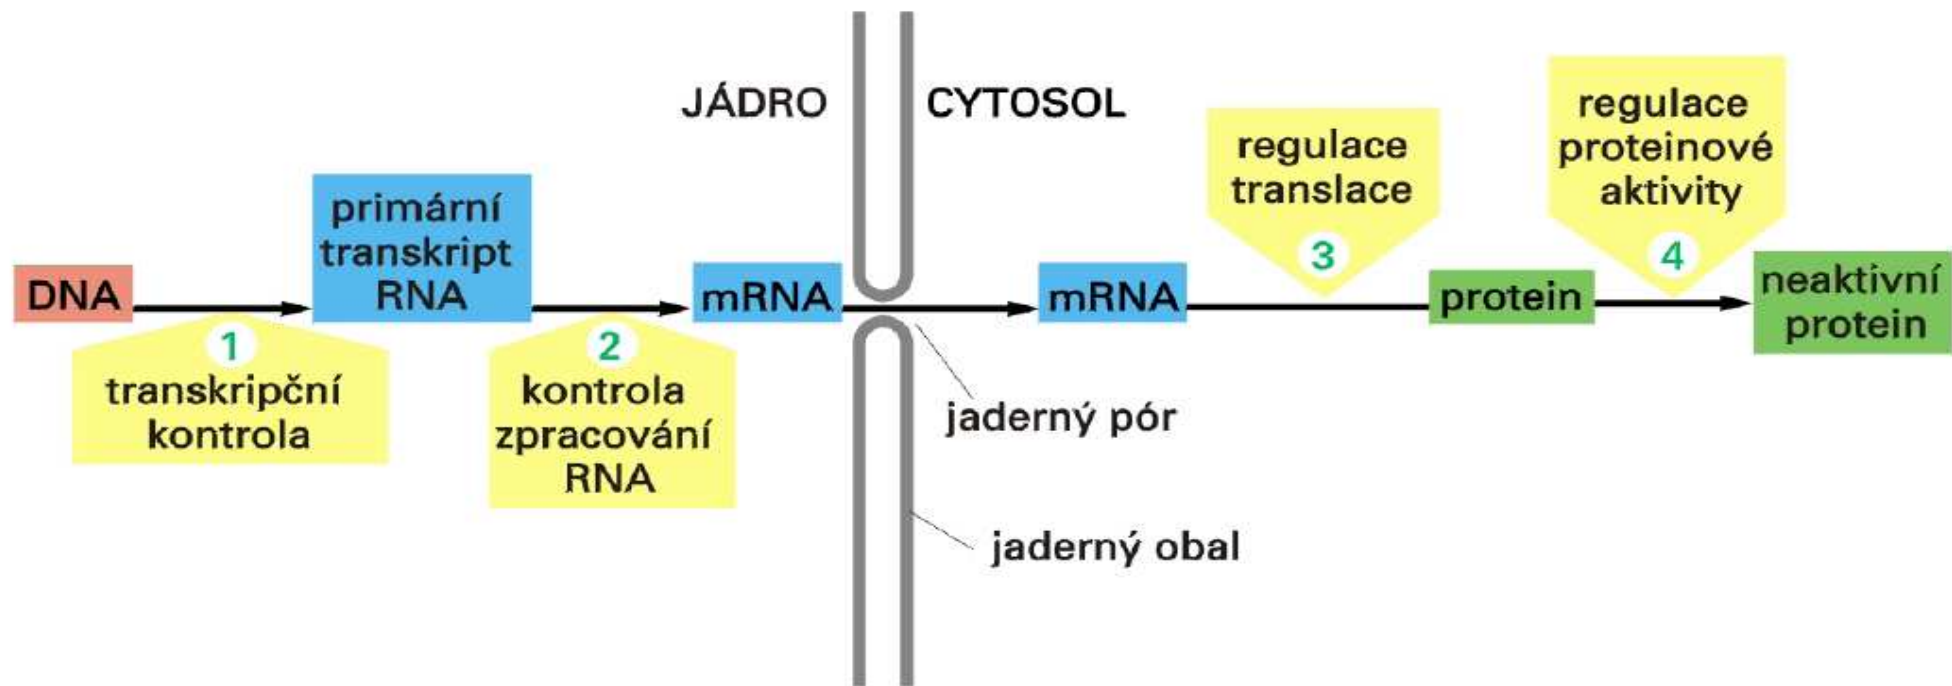 JÁDRO
CYTOSOL
DNA
1
transkripční
kontrola
primární
transkript
RNA
2
kontrola
zpracování
RNA
mRNA
jaderný pór
jaderný obal
mRNA
regulace
translace
3
protein
regulace
proteinové
aktivity
4
neaktivní
protein